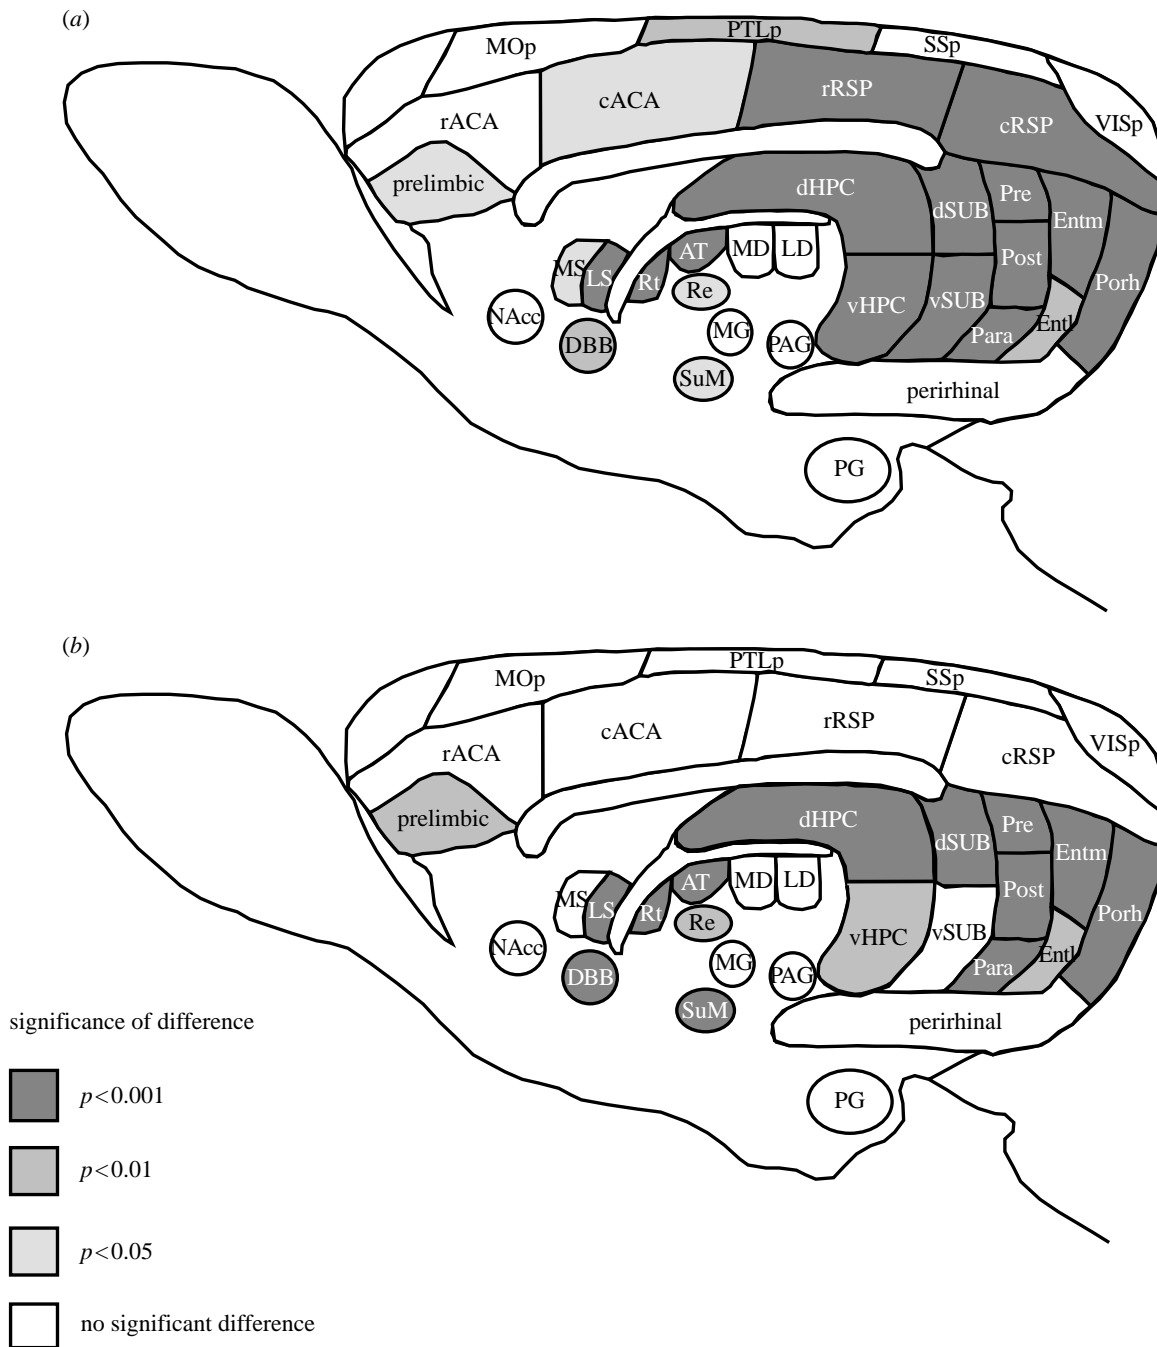 (a)
MOp
PTLp
SSp
rACA
cACA
rRSP
cRSP
VISp
prelimbic
dHPC
dSUB
Pre
Entm
MS
LS
Rt
AT
MD
LD
Post
Porh
NAcc
Re
vHPC
vSUB
DBB
MG
PAG
Para
Entl
SuM
perirhinal
PG
(b)
MOp
PTLp
SSp
rACA
cACA
rRSP
cRSP
VISp
prelimbic
dHPC
dSUB
Pre
Entm
MS
LS
Rt
AT
MD
LD
Post
Porh
NAcc
Re
vHPC
vSUB
DBB
MG
PAG
Para
Entl
SuM
perirhinal
PG
significance of difference
p<0.001
p<0.01
p<0.05
no significant difference